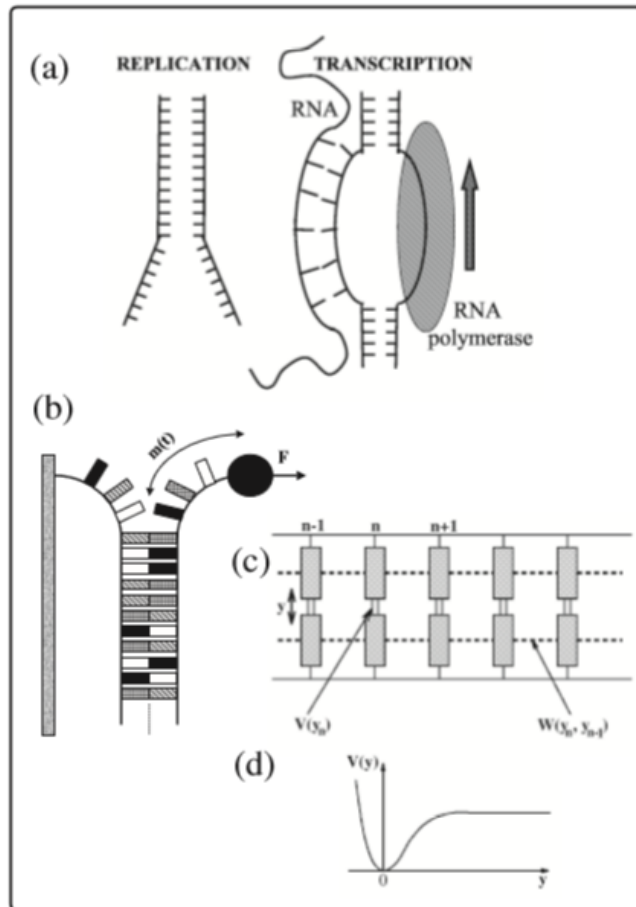 (a)
REPLICATION
TRANSCRIPTION
RNA
RNA
polymerase
(b)
m(t)
F
n-1 n n+1
(c)
y
V(yn)
W(yn, yn-1)
(d)
V(y)
0
y